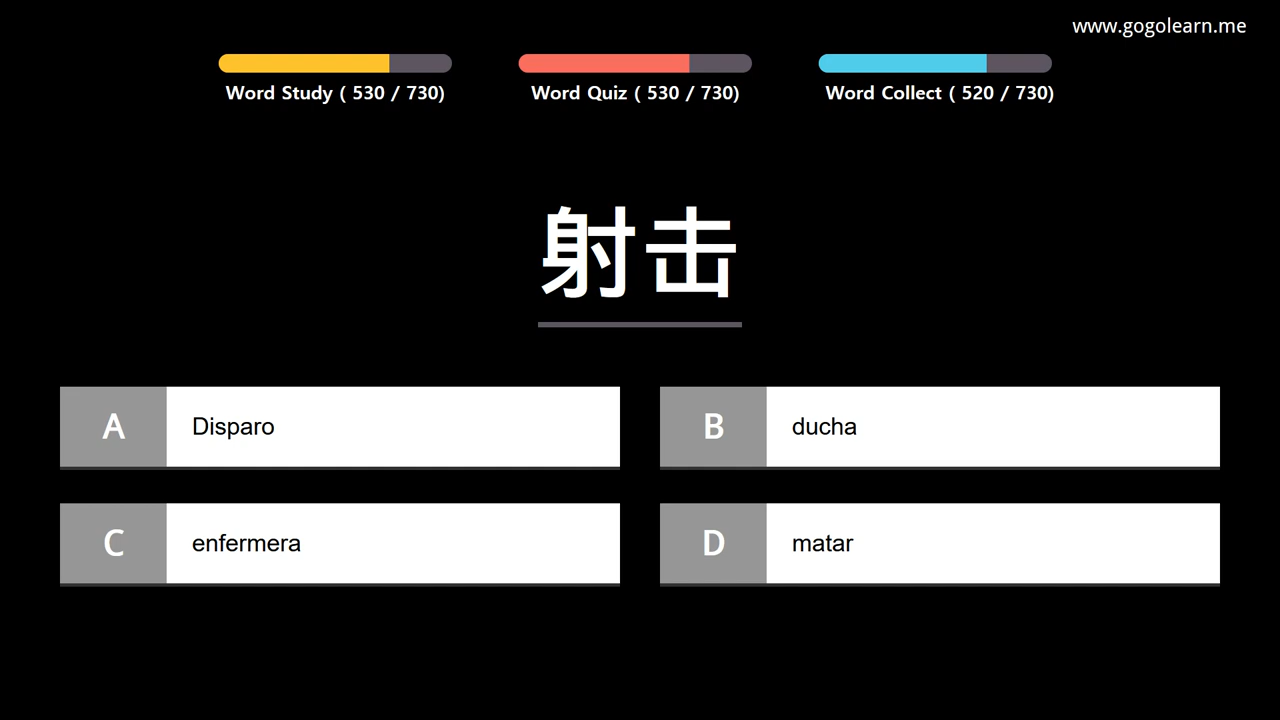 www.gogolearn.me
Word Study ( 530 / 730)
Word Quiz ( 530 / 730)
Word Collect ( 520 / 730)
射击
A Disparo
B ducha
C enfermera
D matar